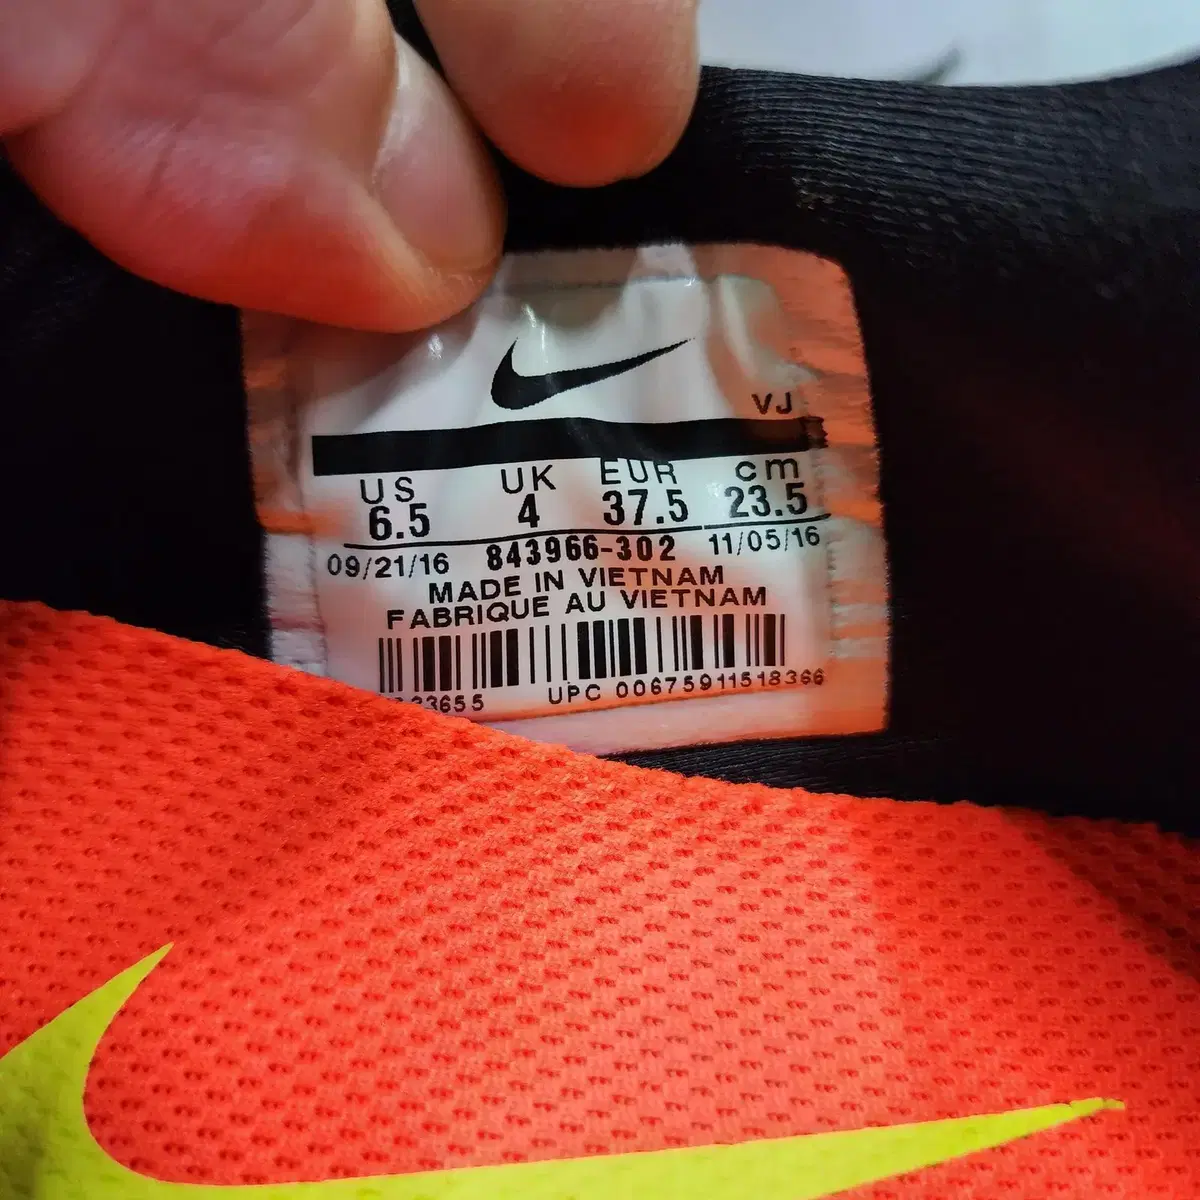 VJ
US UK EUR cm
6.5 4 37.5 23.5
09/21/16 843966-302 11/05/16
MADE IN VIETNAM
FABRIQUE AU VIETNAM
UPC 00675911518366